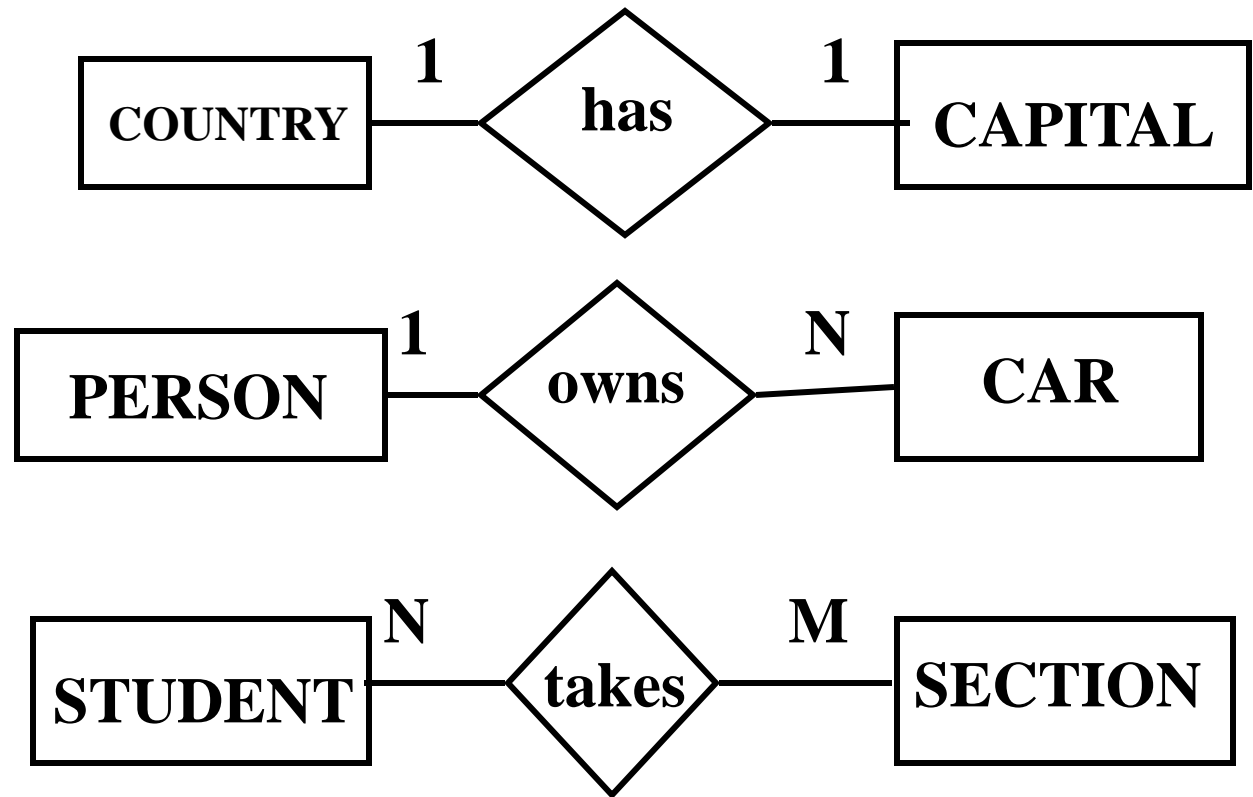 1 1
COUNTRY has CAPITAL
1 N
PERSON owns CAR
N M
STUDENT takes SECTION